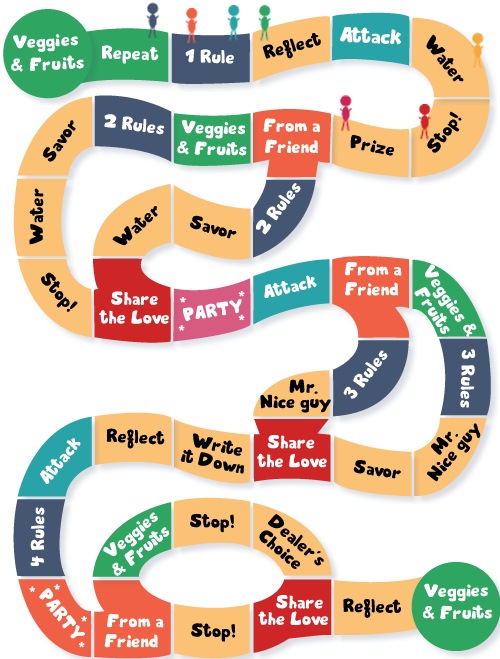 Veggies
& Fruits
Repeat
1 Rule
Reflect
Attack
Water
Stop!
Prize
From a
Friend
Veggies
& Fruits
2 Rules
Savor
Water
Stop!
2 Rules
Savor
Water
Share
the Love
PARTY
Attack
From a
Friend
Veggies &
Fruits
3 Rules
Mr.
Nice guy
Savor
3 Rules
Mr.
Nice guy
Share
the Love
Write
it Down
Reflect
Attack
4 Rules
PARTY
From a
Friend
Veggies
& Fruits
Stop!
Dealer's
Choice
Stop!
Share
the Love
Reflect
Veggies
& Fruits